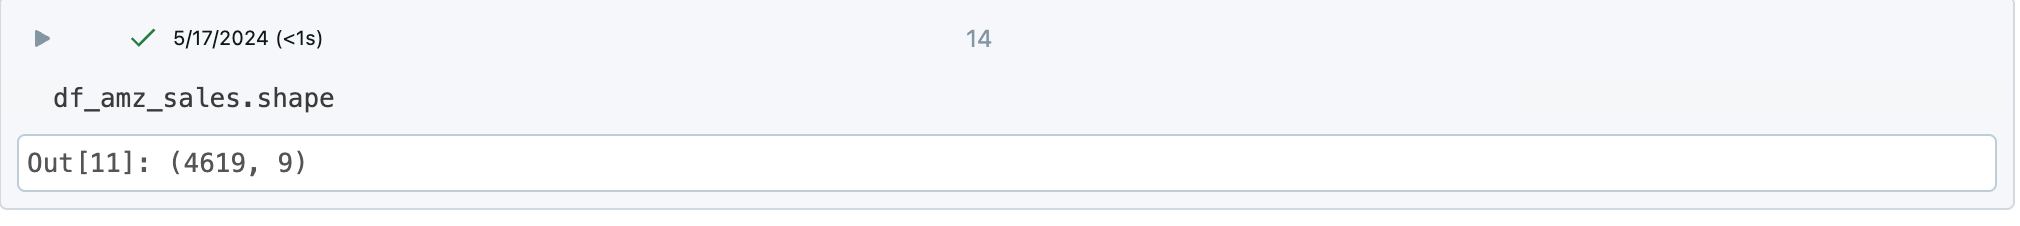 5/17/2024 (<1s)
14
df_amz_sales.shape
Out[11]: (4619, 9)